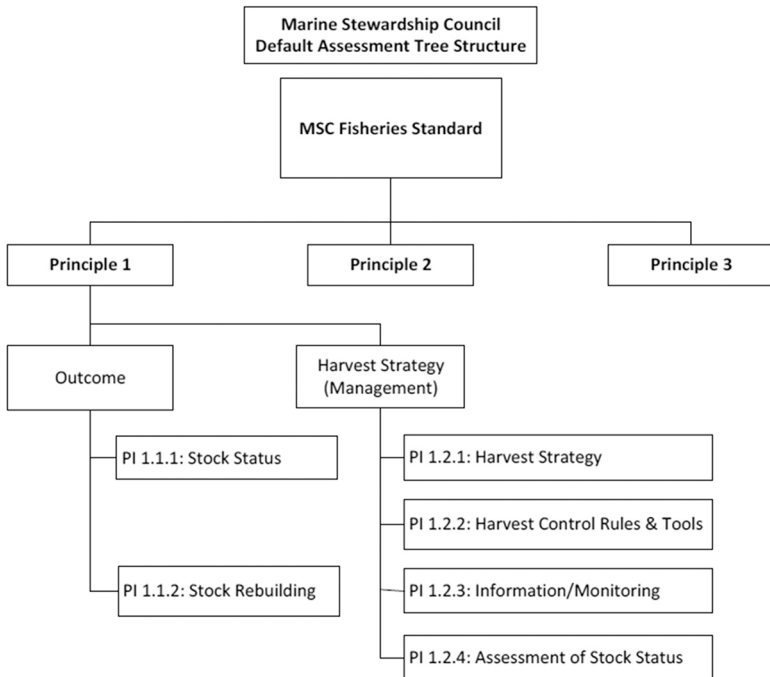 Marine Stewardship Council
Default Assessment Tree Structure
MSC Fisheries Standard
Principle 1
Principle 2
Principle 3
Outcome
Harvest Strategy
(Management)
PI 1.1.1: Stock Status
PI 1.2.1: Harvest Strategy
PI 1.2.2: Harvest Control Rules & Tools
PI 1.1.2: Stock Rebuilding
PI 1.2.3: Information/Monitoring
PI 1.2.4: Assessment of Stock Status